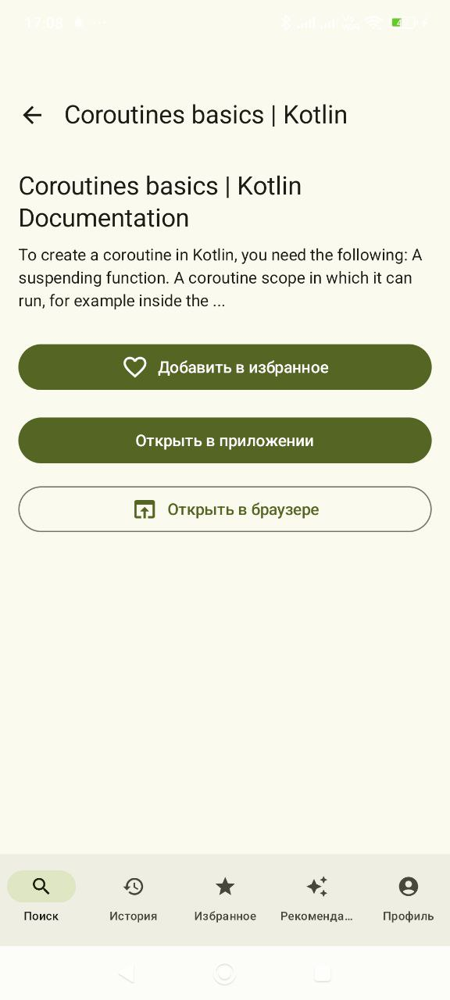 17:08
Coroutines basics | Kotlin
Coroutines basics | Kotlin
Documentation
To create a coroutine in Kotlin, you need the following: A
suspending function. A coroutine scope in which it can
run, for example inside the ...
Добавить в избранное
Открыть в приложении
Открыть в браузере
Поиск
История
Избранное
Рекоменда...
Профиль